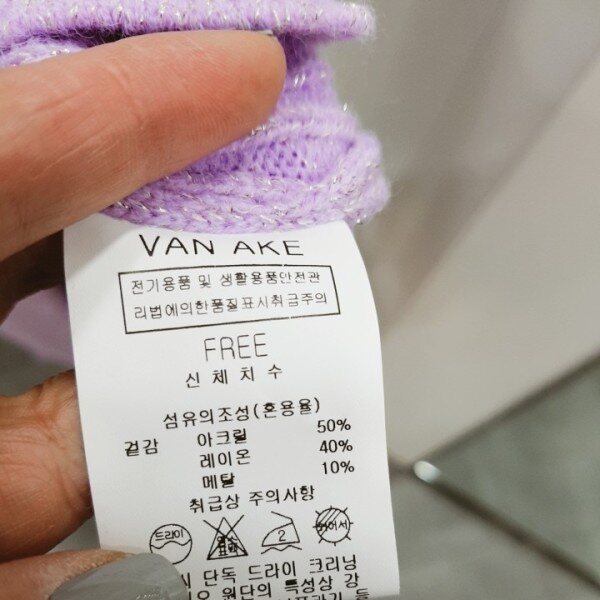 VAN AKE
전기용품 및 생활용품안전관
리법에의한품질표시취급주의
FREE
신체치수
섬유의조성(혼용율)
겉감 아크릴 50%
레이온 40%
메탈 10%
취급상 주의사항
드라이 2
단독 드라이 크리닝
원단의 특성상 강